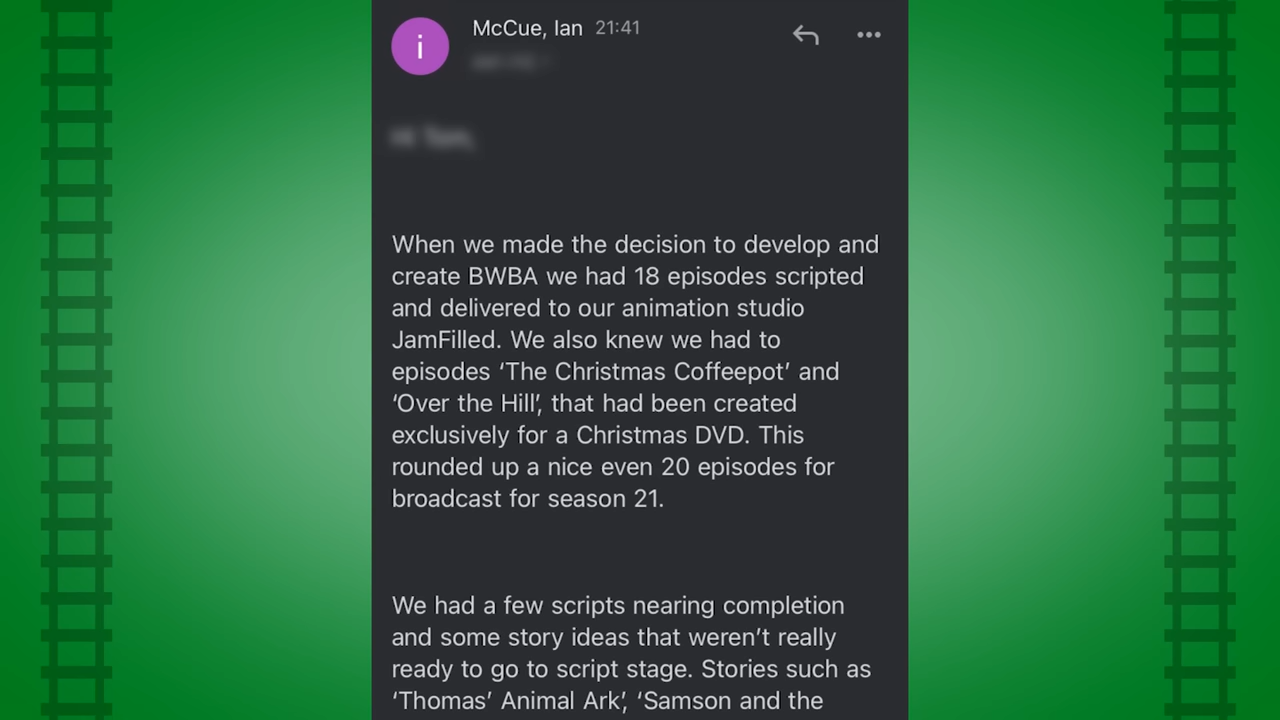 i
McCue, Ian 21:41
When we made the decision to develop and
create BWBA we had 18 episodes scripted
and delivered to our animation studio
JamFilled. We also knew we had to
episodes ‘The Christmas Coffeepot’ and
‘Over the Hill’, that had been created
exclusively for a Christmas DVD. This
rounded up a nice even 20 episodes for
broadcast for season 21.
We had a few scripts nearing completion
and some story ideas that weren’t really
ready to go to script stage. Stories such as
‘Thomas’ Animal Ark’, ‘Samson and the